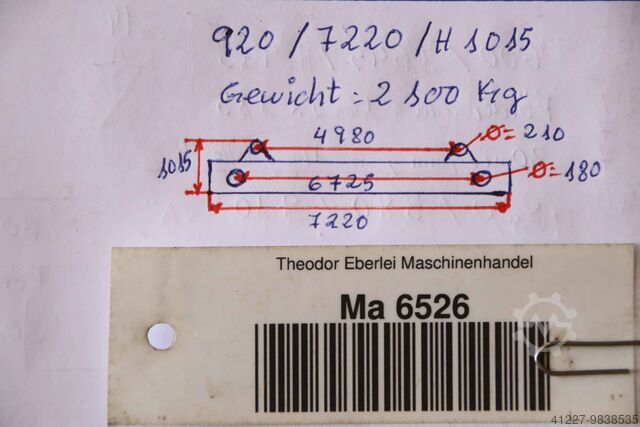 920 / 7220 / H 1015
Gewicht = 2 100 Kg
4980
Ø= 210
1015
6725
Ø= 180
7220
Theodor Eberlei Maschinenhandel
Ma 6526
41227-9838535